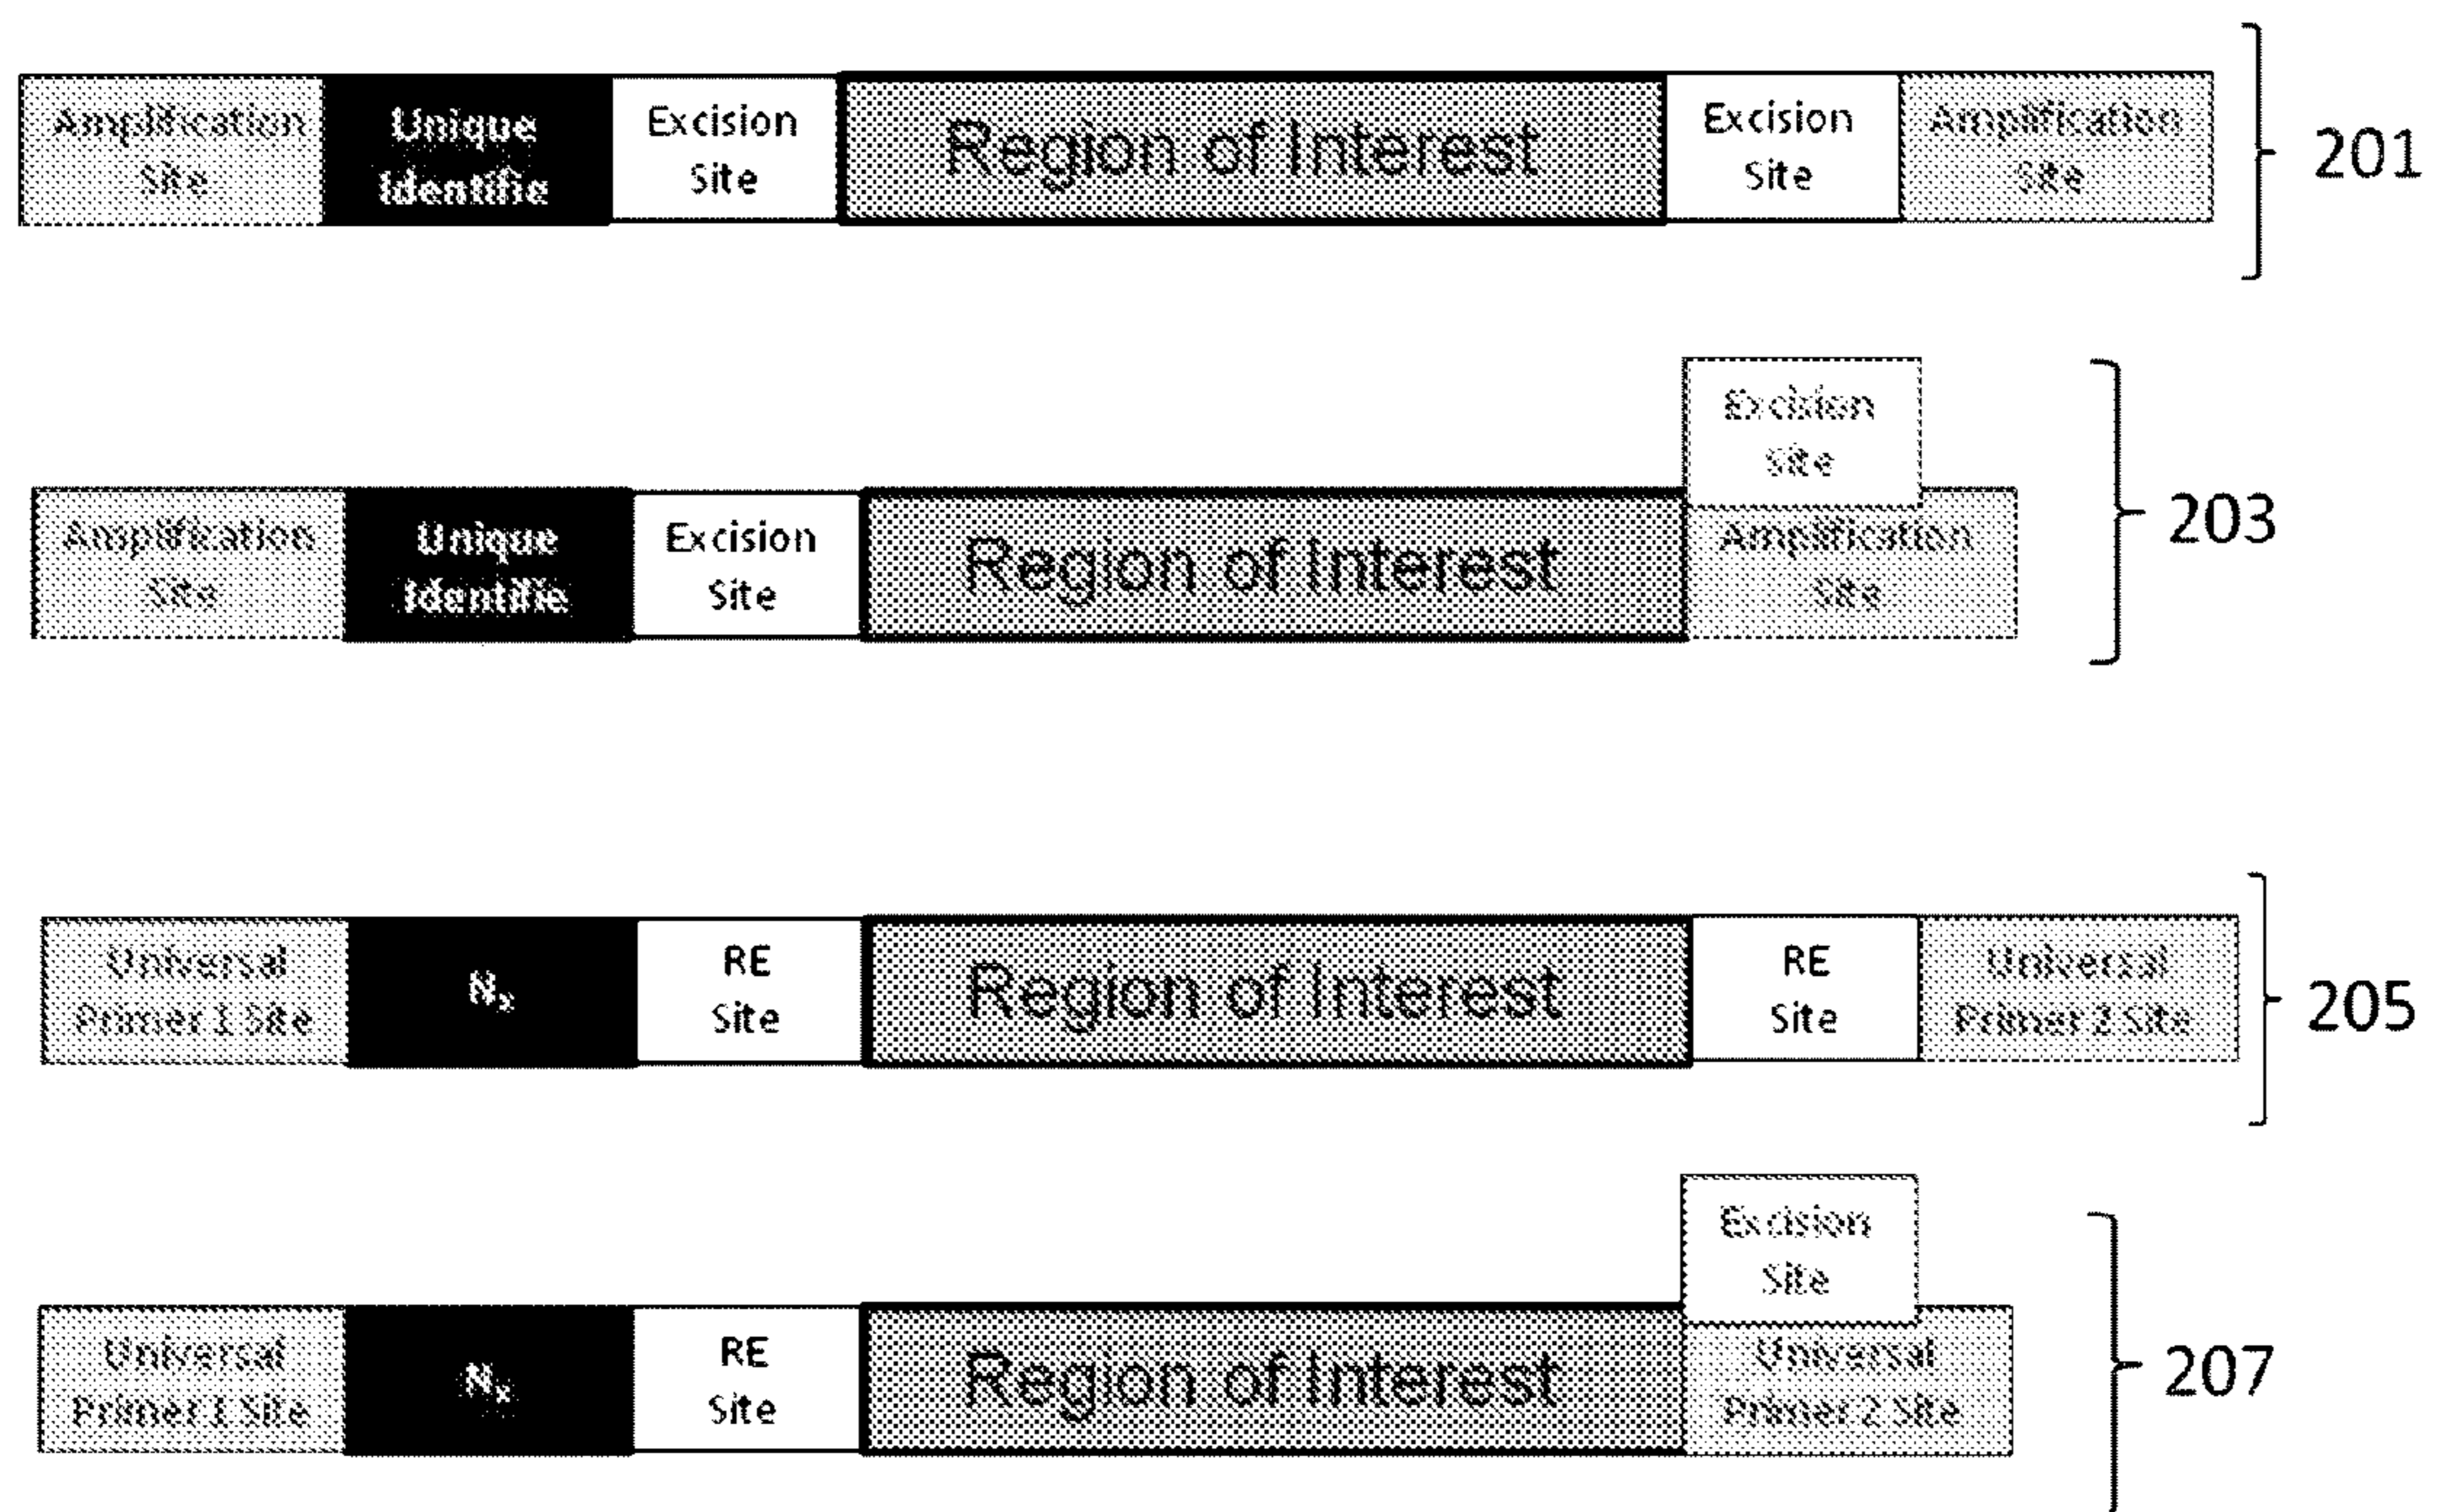 Amplification
Site
Unique
Identifie
Excision
Site
Region of Interest
Excision
Site
Amplification
Site
201
Excision
Site
Amplification
Site
Unique
Identifie
Excision
Site
Region of Interest
Amplification
Site
203
Universal
Primer 1 Site
Nx
RE
Site
Region of Interest
RE
Site
Universal
Primer 2 Site
205
Excision
Site
Universal
Primer 1 Site
Nx
RE
Site
Region of Interest
Universal
Primer 2 Site
207